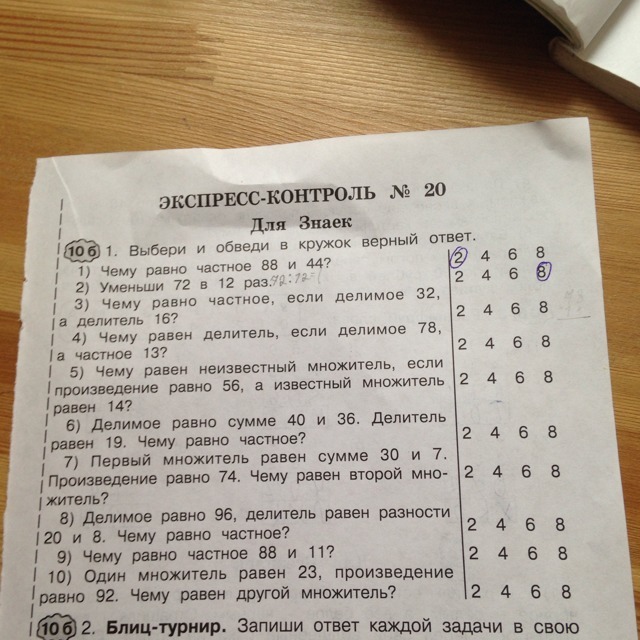 ЭКСПРЕСС-КОНТРОЛЬ № 20
Для Знаек
10 б 1. Выбери и обведи в кружок верный ответ.
1) Чему равно частное 88 и 44? 2 4 6 8
2) Уменьши 72 в 12 раз. 2 4 6 8
3) Чему равно частное, если делимое 32,
а делитель 16? 2 4 6 8
4) Чему равен делитель, если делимое 78,
а частное 13? 2 4 6 8
5) Чему равен неизвестный множитель, если
произведение равно 56, а известный множитель 2 4 6 8
равен 14?
6) Делимое равно сумме 40 и 36. Делитель
равен 19. Чему равно частное? 2 4 6 8
7) Первый множитель равен сумме 30 и 7.
Произведение равно 74. Чему равен второй мно- 2 4 6 8
житель?
8) Делимое равно 96, делитель равен разности
20 и 8. Чему равно частное? 2 4 6 8
9) Чему равно частное 88 и 11? 2 4 6 8
10) Один множитель равен 23, произведение
равно 92. Чему равен другой множитель? 2 4 6 8
10 б 2. Блиц-турнир. Запиши ответ каждой задачи в свою